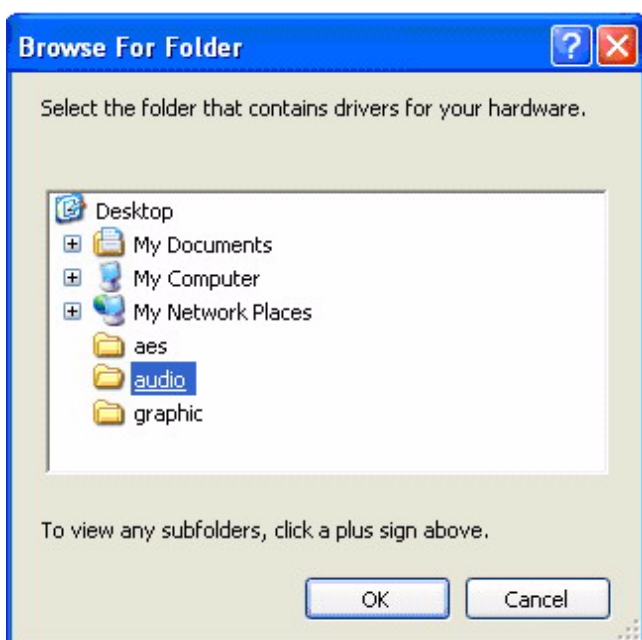 Browse For Folder
Select the folder that contains drivers for your hardware.
Desktop
My Documents
My Computer
My Network Places
aes
audio
graphic
To view any subfolders, click a plus sign above.
OK Cancel